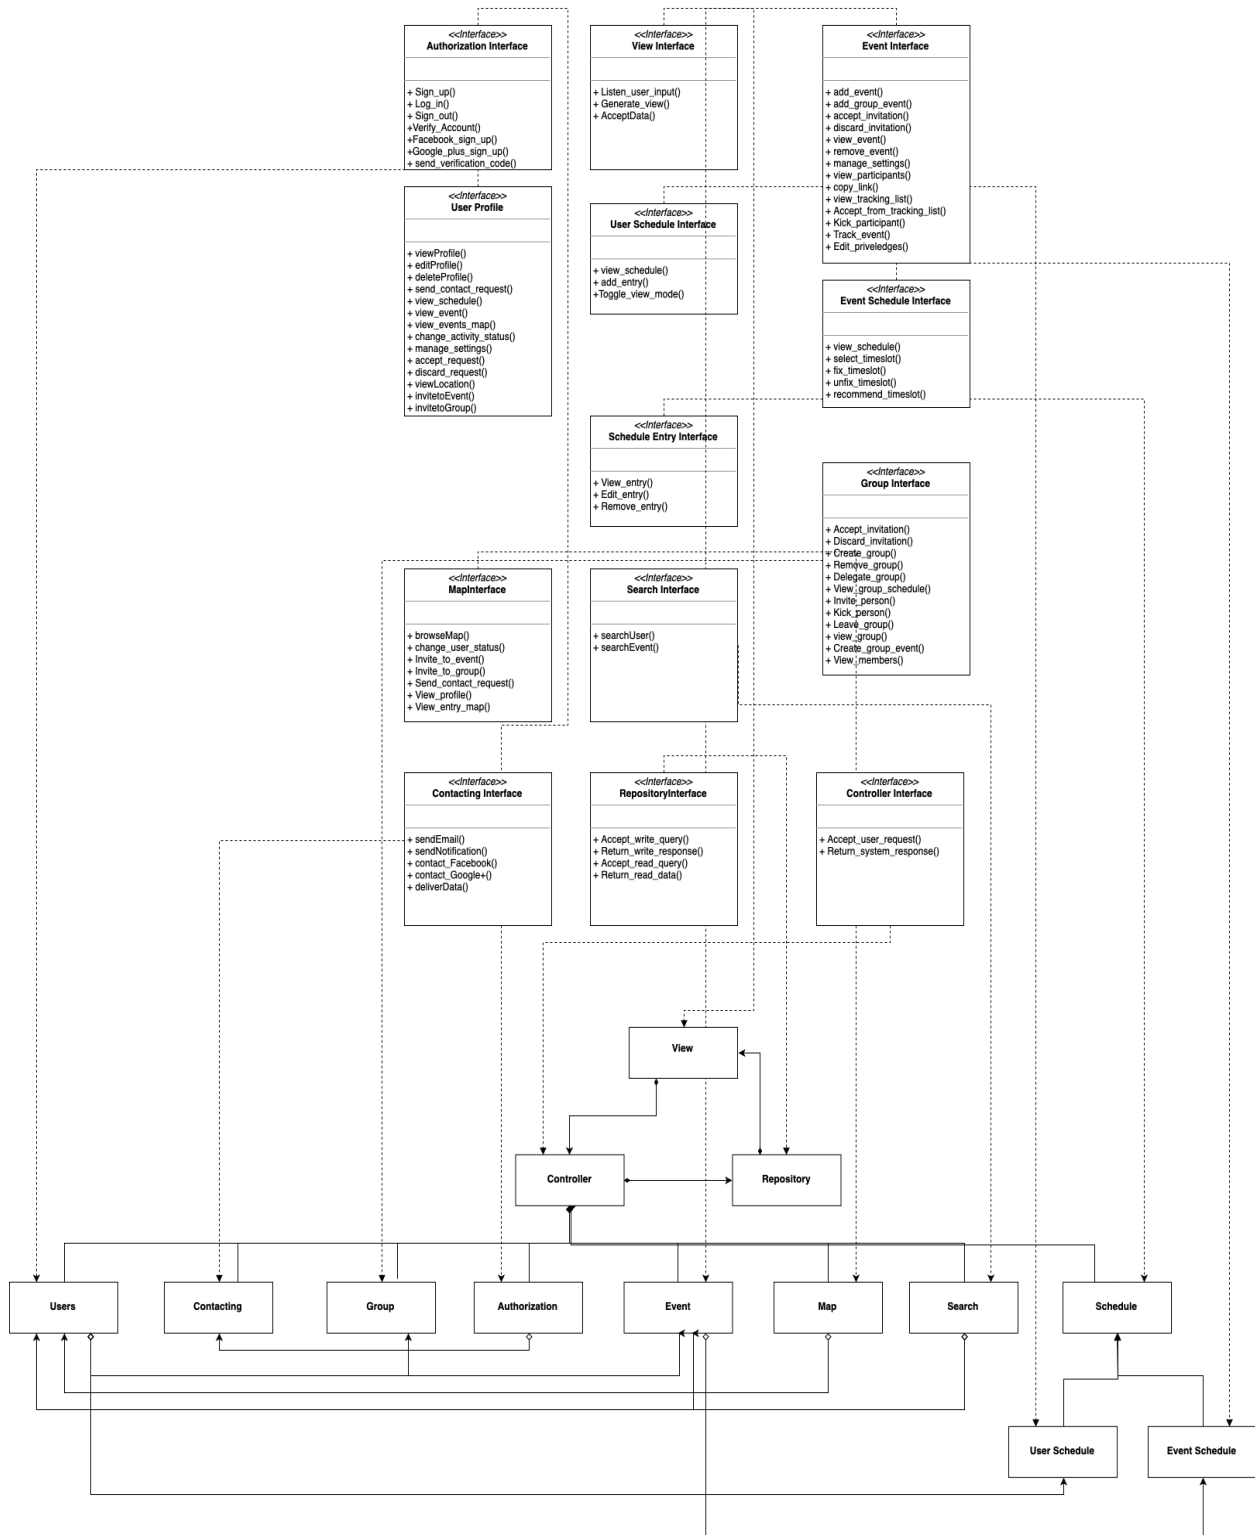 <<Interface>>
Authorization Interface
+ Sign_up()
+ Log_in()
+ Sign_out()
+Verify_Account()
+Facebook_sign_up()
+Google_plus_sign_up()
+ send_verification_code()
<<Interface>>
View Interface
+ Listen_user_input()
+ Generate_view()
+ AcceptData()
<<Interface>>
Event Interface
+ add_event()
+ add_group_event()
+ accept_invitation()
+ discard_invitation()
+ view_event()
+ remove_event()
+ manage_settings()
+ view_participants()
+ copy_link()
+ view_tracking_list()
+ Accept_from_tracking_list()
+ Kick_participant()
+ Track_event()
+ Edit_priveledges()
<<Interface>>
User Profile
+ viewProfile()
+ editProfile()
+ deleteProfile()
+ send_contact_request()
+ view_schedule()
+ view_event()
+ view_events_map()
+ change_activity_status()
+ manage_settings()
+ accept_request()
+ discard_request()
+ viewLocation()
+ invitetoEvent()
+ invitetoGroup()
<<Interface>>
User Schedule Interface
+ view_schedule()
+ add_entry()
+Toggle_view_mode()
<<Interface>>
Event Schedule Interface
+ view_schedule()
+ select_timeslot()
+ fix_timeslot()
+ unfix_timeslot()
+ recommend_timeslot()
<<Interface>>
Schedule Entry Interface
+ View_entry()
+ Edit_entry()
+ Remove_entry()
<<Interface>>
Group Interface
+ Accept_invitation()
+ Discard_invitation()
+ Create_group()
+ Remove_group()
+ Delegate_group()
+ View_group_schedule()
+ Invite_person()
+ Kick_person()
+ Leave_group()
+ view_group()
+ Create_group_event()
+ View_members()
<<Interface>>
MapInterface
+ browseMap()
+ change_user_status()
+ Invite_to_event()
+ Invite_to_group()
+ Send_contact_request()
+ View_profile()
+ View_entry_map()
<<Interface>>
Search Interface
+ searchUser()
+ searchEvent()
<<Interface>>
Contacting Interface
+ sendEmail()
+ sendNotification()
+ contact_Facebook()
+ contact_Google+()
+ deliverData()
<<Interface>>
RepositoryInterface
+ Accept_write_query()
+ Return_write_response()
+ Accept_read_query()
+ Return_read_data()
<<Interface>>
Controller Interface
+ Accept_user_request()
+ Return_system_response()
View
Controller
Repository
Users
Contacting
Group
Authorization
Event
Map
Search
Schedule
User Schedule
Event Schedule